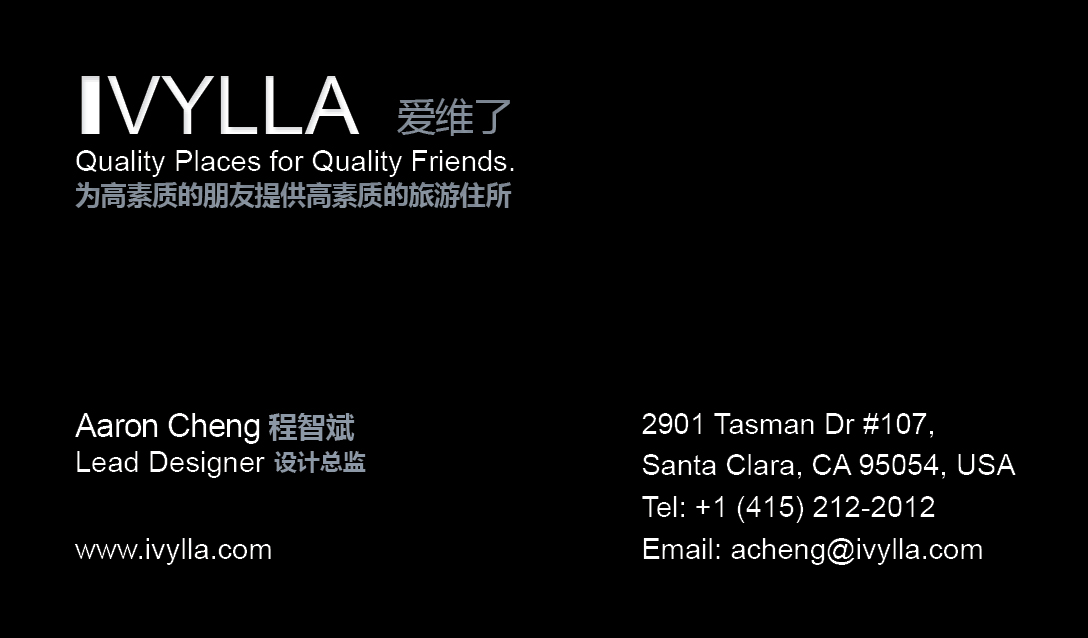 IVYLLA 爱维了
Quality Places for Quality Friends.
为高素质的朋友提供高素质的旅游住所
Aaron Cheng 程智斌
Lead Designer 设计总监
www.ivylla.com
2901 Tasman Dr #107,
Santa Clara, CA 95054, USA
Tel: +1 (415) 212-2012
Email: acheng@ivylla.com